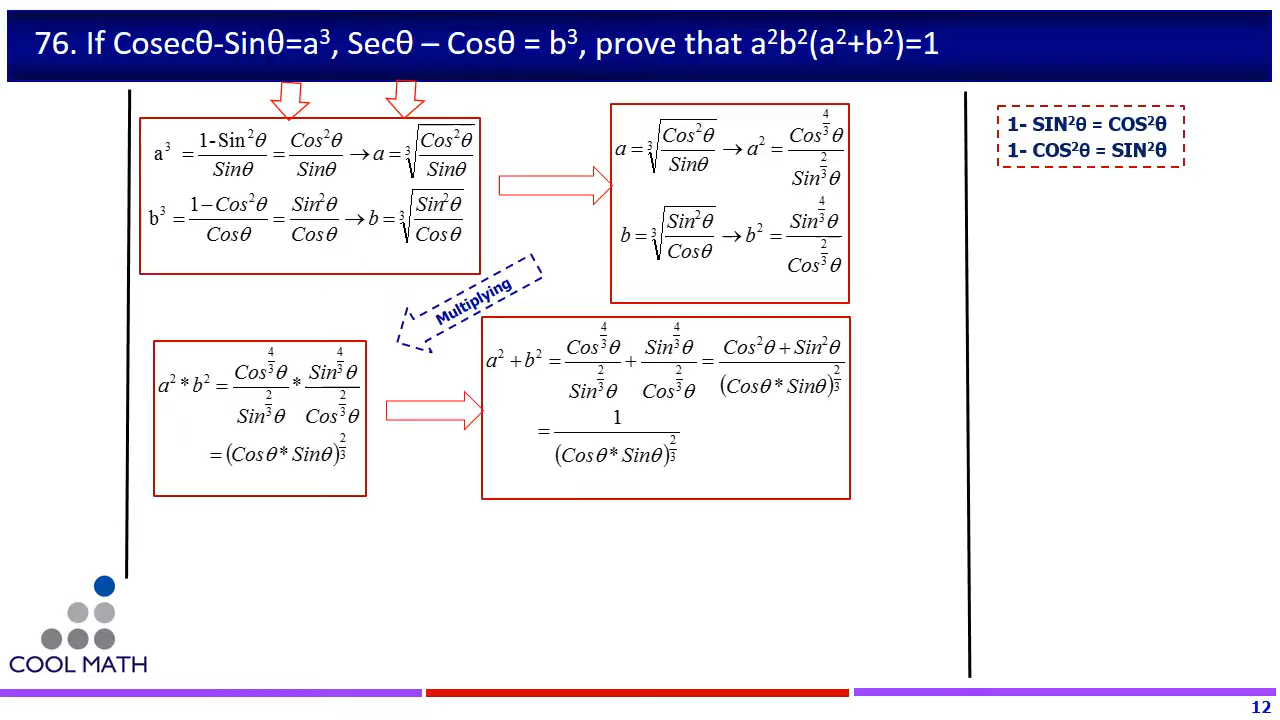 76. If Cosecθ-Sinθ=a³, Secθ – Cosθ = b³, prove that a²b²(a²+b²)=1
a³ = (1-Sin²θ)/Sinθ = Cos²θ/Sinθ → a = ∛(Cos²θ/Sinθ)
b³ = (1-Cos²θ)/Cosθ = Sin²θ/Cosθ → b = ∛(Sin²θ/Cosθ)
a = ∛(Cos²θ/Sinθ) → a² = Cos^(4/3)θ/Sin^(2/3)θ
b = ∛(Sin²θ/Cosθ) → b² = Sin^(4/3)θ/Cos^(2/3)θ
1- SIN²θ = COS²θ
1- COS²θ = SIN²θ
Multiplying
a² * b² = Cos^(4/3)θ/Sin^(2/3)θ * Sin^(4/3)θ/Cos^(2/3)θ
= (Cosθ * Sinθ)^(2/3)
a² + b² = Cos^(4/3)θ/Sin^(2/3)θ + Sin^(4/3)θ/Cos^(2/3)θ = (Cos²θ + Sin²θ)/(Cosθ * Sinθ)^(2/3)
= 1/(Cosθ * Sinθ)^(2/3)
COOL MATH
12